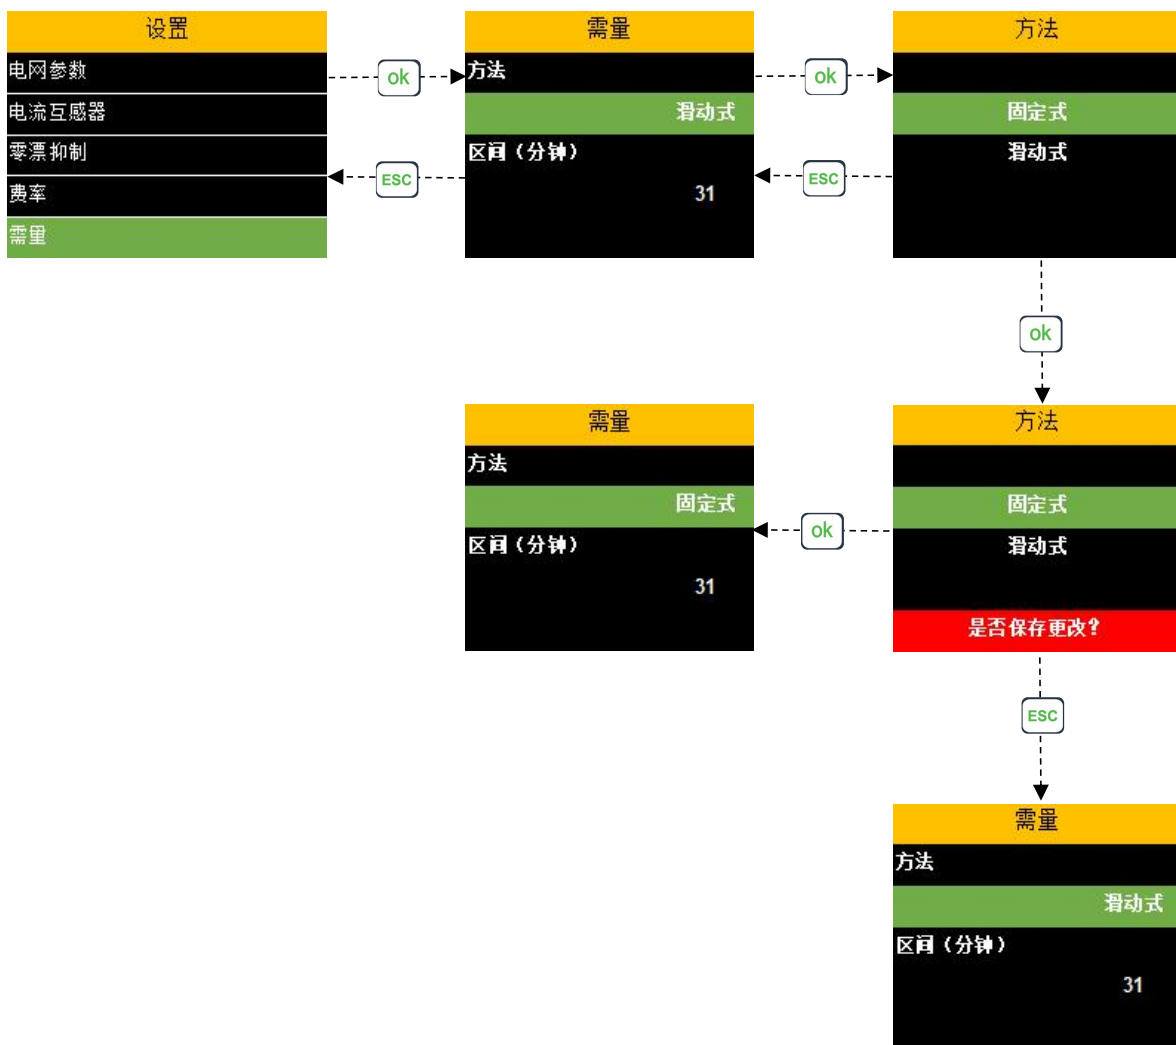 设置
电网参数
电流互感器
零漂抑制
费率
需量
ok
ESC
需量
方法
滑动式
区间（分钟）
31
ok
ESC
方法
固定式
滑动式
ok
需量
方法
固定式
区间（分钟）
31
ok
方法
固定式
滑动式
是否保存更改?
ESC
需量
方法
滑动式
区间（分钟）
31